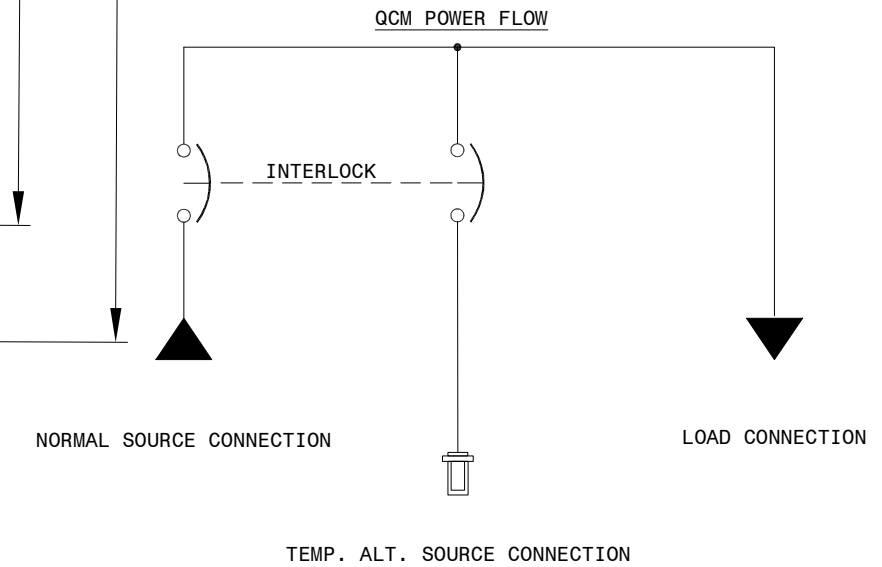 QCM POWER FLOW
INTERLOCK
NORMAL SOURCE CONNECTION
LOAD CONNECTION
TEMP. ALT. SOURCE CONNECTION